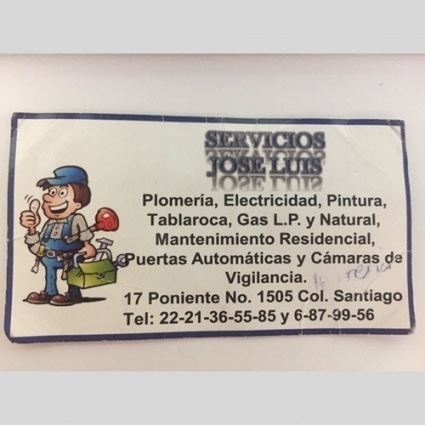 SERVICIOS
JOSE LUIS
Plomería, Electricidad, Pintura,
Tablaroca, Gas L.P. y Natural,
Mantenimiento Residencial,
Puertas Automáticas y Cámaras de
Vigilancia.
17 Poniente No. 1505 Col. Santiago
Tel: 22-21-36-55-85 y 6-87-99-56